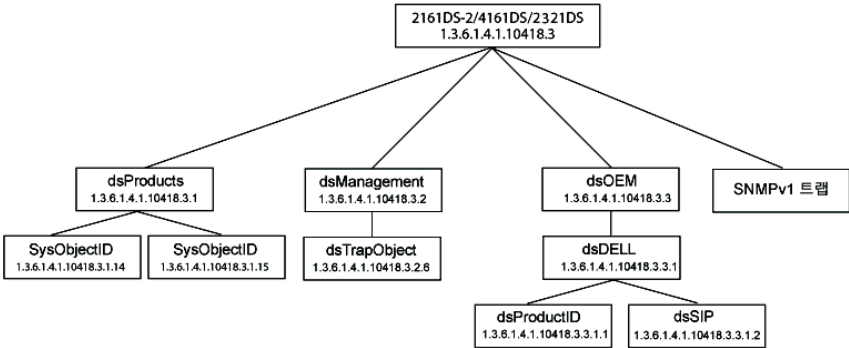 2161DS-2/4161DS/2321DS
1.3.6.1.4.1.10418.3
dsProducts
1.3.6.1.4.1.10418.3.1
dsManagement
1.3.6.1.4.1.10418.3.2
dsOEM
1.3.6.1.4.1.10418.3.3
SNMPv1 트랩
SysObjectID
1.3.6.1.4.1.10418.3.1.14
SysObjectID
1.3.6.1.4.1.10418.3.1.15
dsTrapObject
1.3.6.1.4.1.10418.3.2.6
dsDELL
1.3.6.1.4.1.10418.3.3.1
dsProductID
1.3.6.1.4.1.10418.3.3.1.1
dsSIP
1.3.6.1.4.1.10418.3.3.1.2